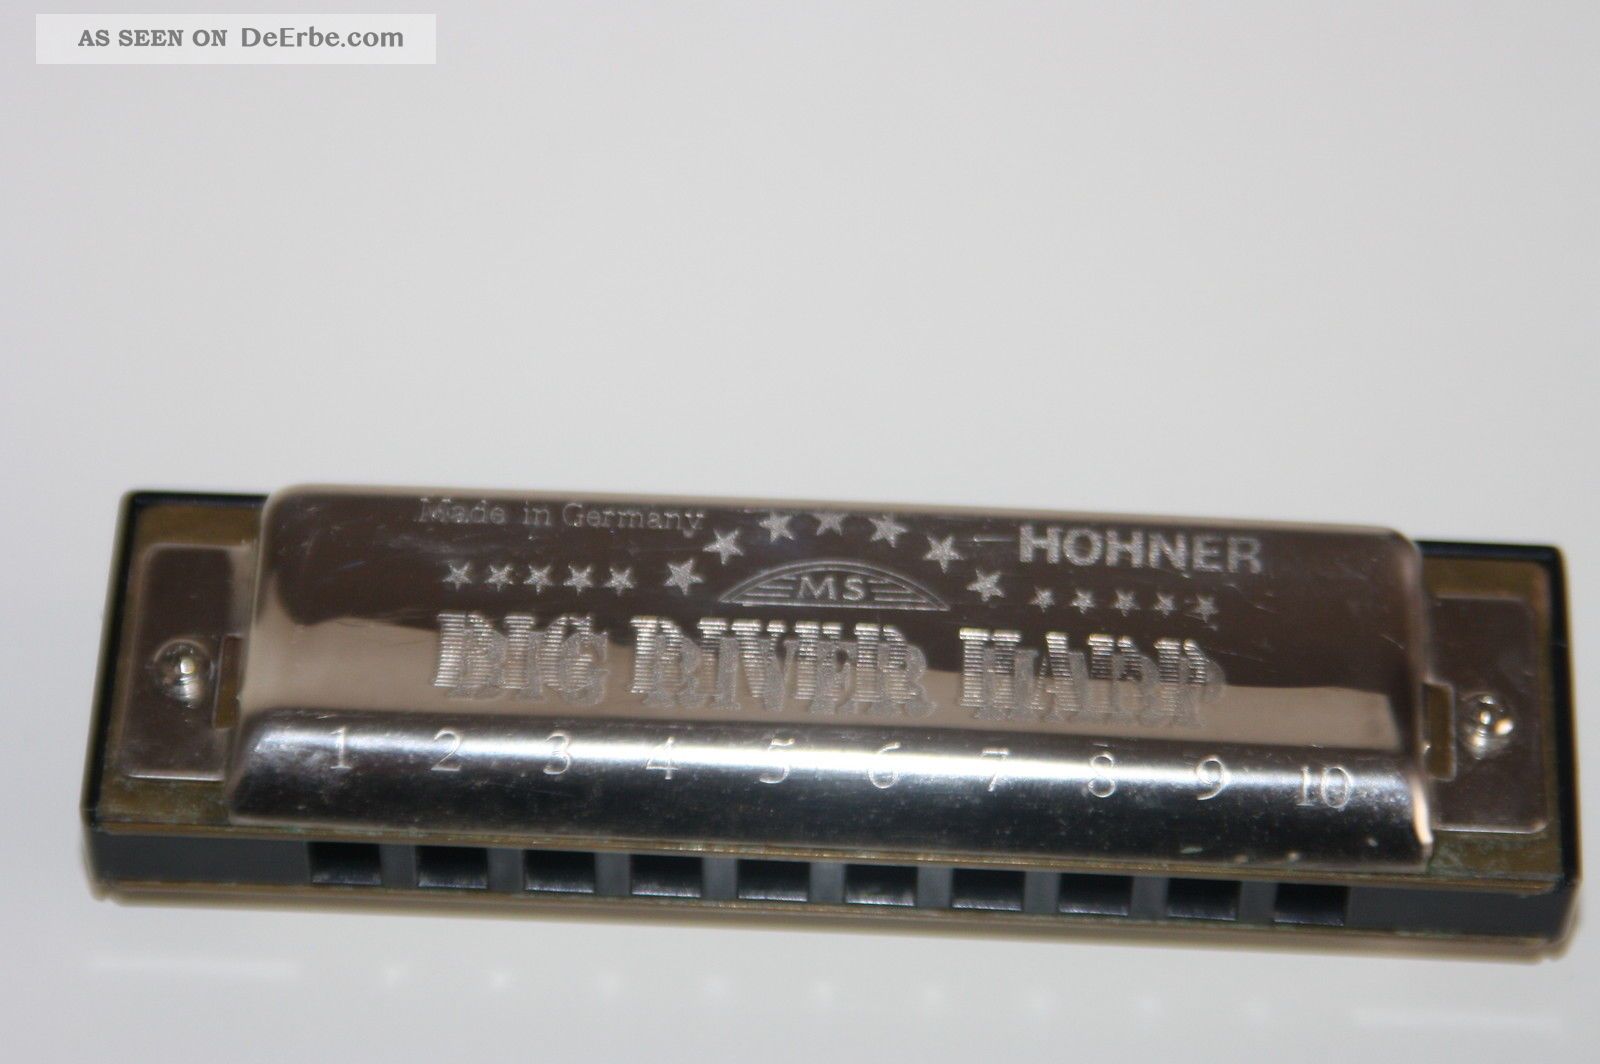 AS SEEN ON DeErbe.com
Made in Germany
HOHNER
MS
BIG RIVER HARP
1 2 3 4 5 6 7 8 9 10